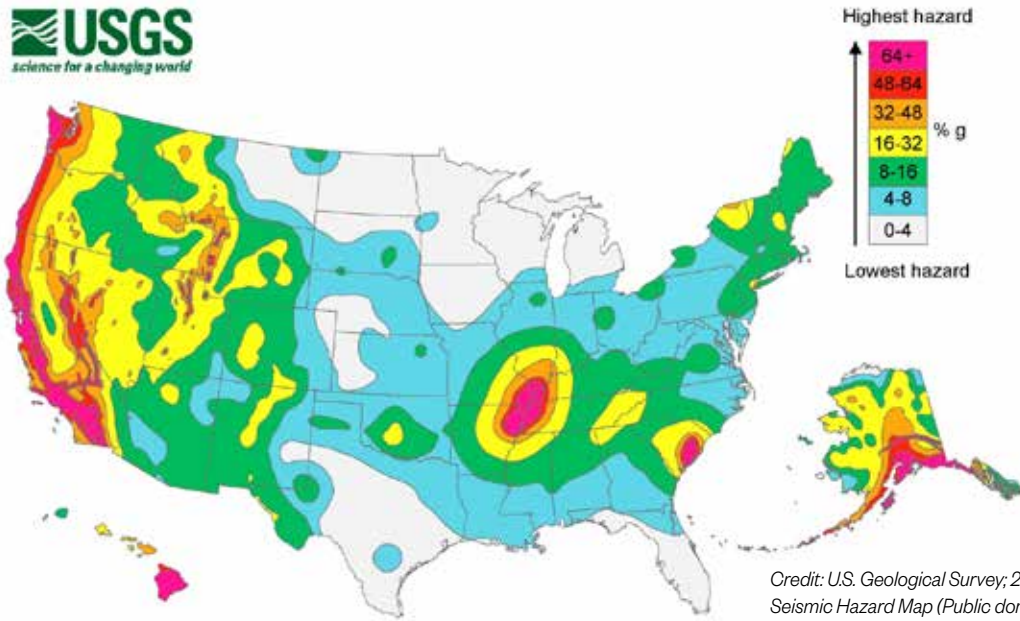 USGS
science for a changing world
Highest hazard
64+
48-64
32-48
16-32
8-16
4-8
0-4
% g
Lowest hazard
Credit: U.S. Geological Survey; 2
Seismic Hazard Map (Public dor